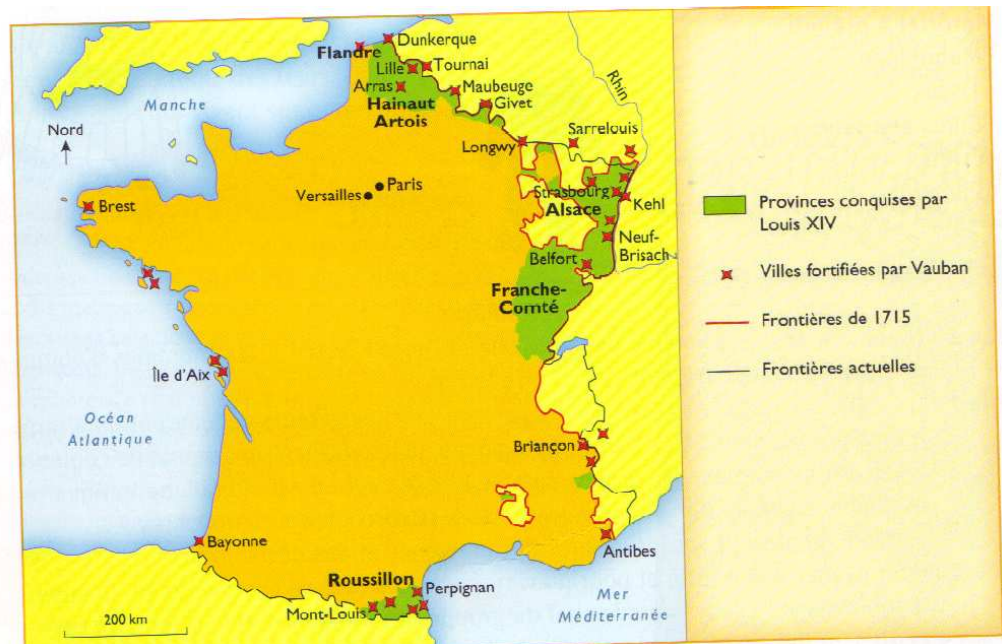 Dunkerque
Flandre
Lille
Tournai
Arras
Maubeuge
Hainaut
Artois
Givet
Manche
Rhin
Nord
Longwy
Sarrelouis
Paris
Versailles
Strasbourg
Brest
Kehl
Alsace
Neuf-
Brisach
Belfort
Franche-
Comté
Île d'Aix
Océan
Atlantique
Briançon
Bayonne
Antibes
Roussillon
Perpignan
Mont-Louis
Mer
Méditerranée
200 km
Provinces conquises par
Louis XIV
Villes fortifiées par Vauban
Frontières de 1715
Frontières actuelles